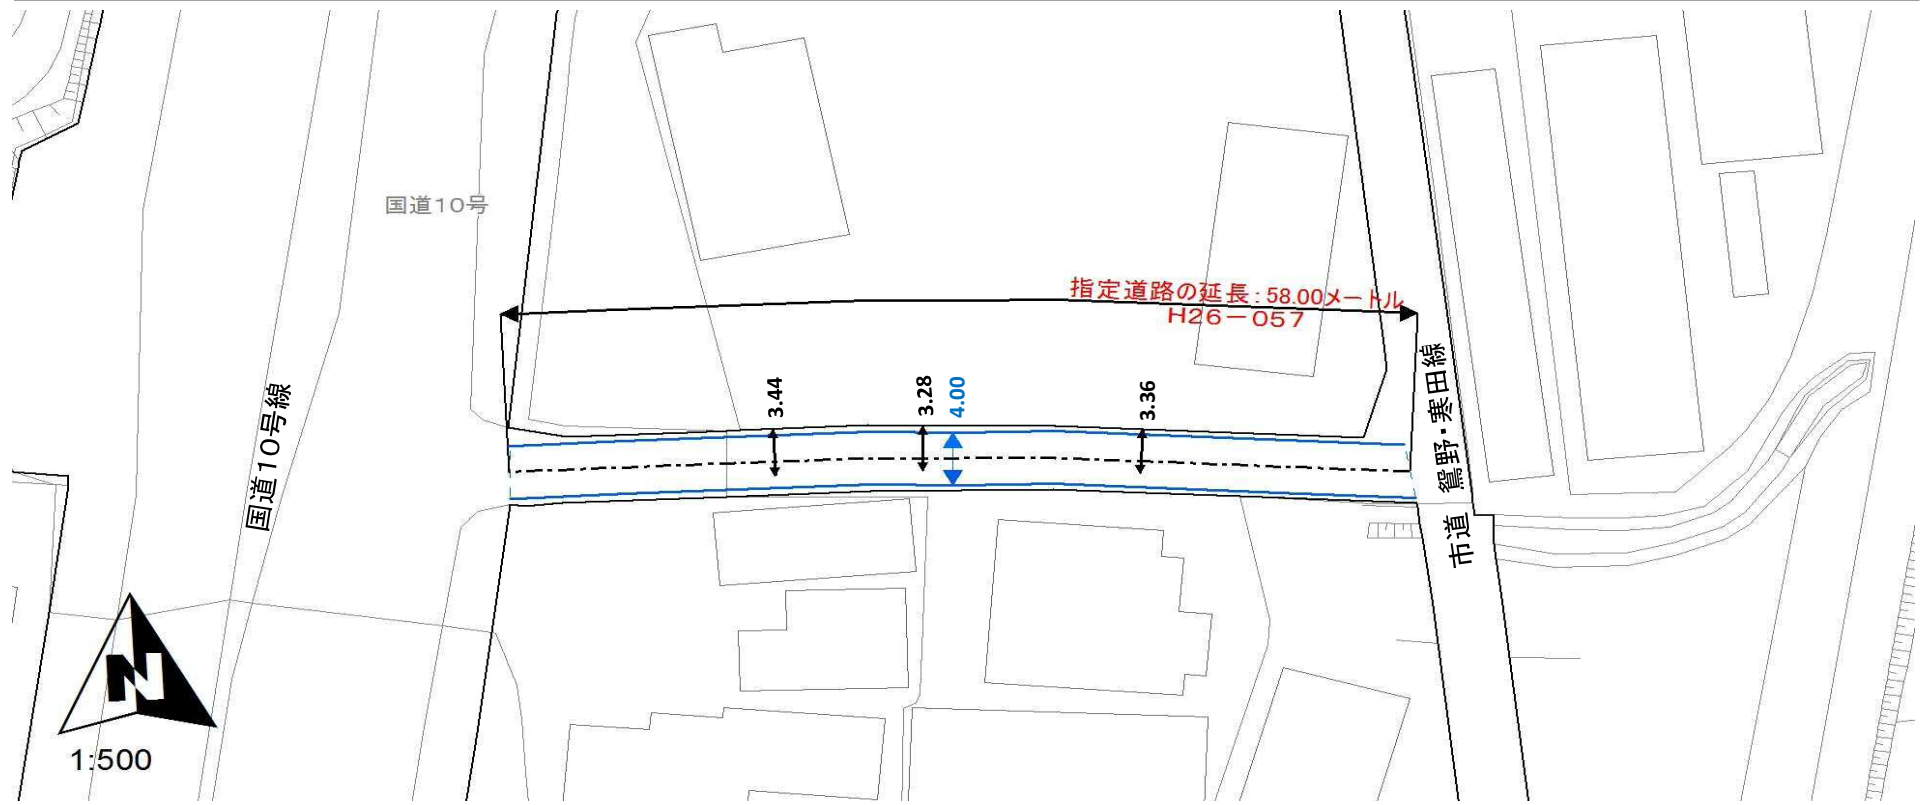 国道10号
指定道路の延長：58.00メートル
H26－057
3.44
3.28
4.00
3.36
国道10号線
市道 鴛野・寒田線
N
1:500